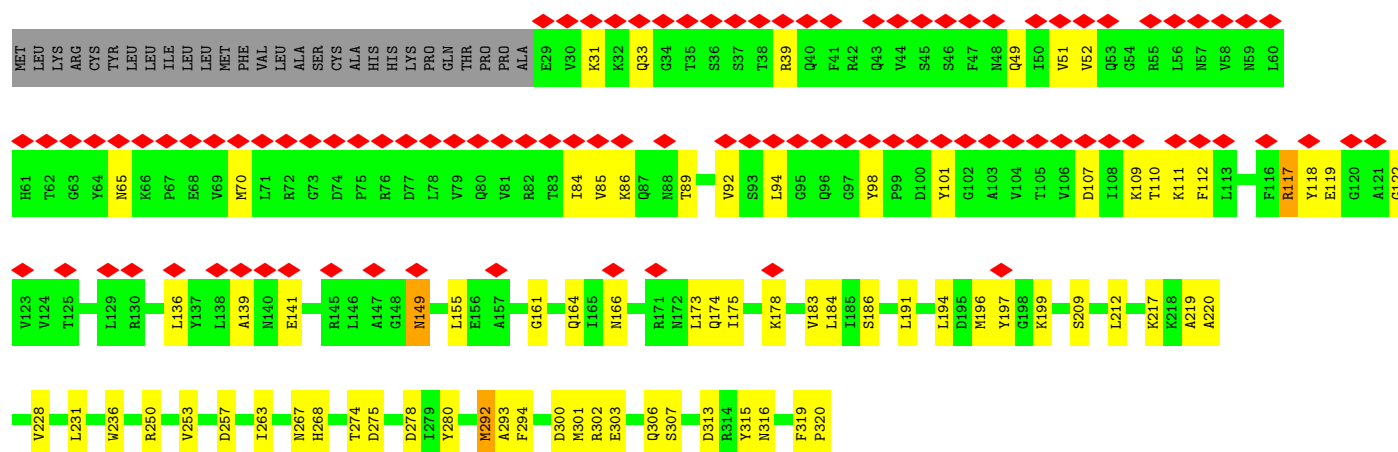 MET LEU LYS ARG CYS TYR LEU LEU ILE LEU LEU MET PHE VAL LEU ALA SER CYS ALA HIS HIS LYS PRO GLN THR PRO PRO ALA E29 V30 K31 K32 Q33 G34 T35 S36 S37 T38 R39 Q40 F41 R42 Q43 V44 S45 S46 F47 N48 Q49 I50 V51 V52 Q53 G54 R55 L56 N57 V58 N59 L60
H61 T62 G63 Y64 N65 K66 P67 E68 V69 M70 L71 R72 G73 D74 P75 R76 D77 L78 V79 Q80 V81 R82 T83 I84 V85 K86 Q87 N88 T89 V92 S93 L94 G95 Q96 G97 Y98 P99 D100 Y101 G102 A103 V104 T105 V106 D107 I108 K109 T110 K111 F112 L113 F116 R117 Y118 E119 G120 A121 G122
V123 V124 T125 L129 R130 L136 Y137 L138 A139 N140 E141 R145 L146 A147 G148 N149 L155 E156 A157 G161 Q164 I165 N166 R171 N172 L173 Q174 I175 K178 V183 L184 I185 S186 L191 L194 D195 M196 Y197 G198 K199 S209 L212 K217 K218 A219 A220
V228 L231 W236 R250 V253 D257 I263 N267 H268 T274 D275 D278 I279 Y280 M292 A293 F294 D300 M301 R302 E303 Q306 S307 D313 R314 Y315 N316 F319 P320